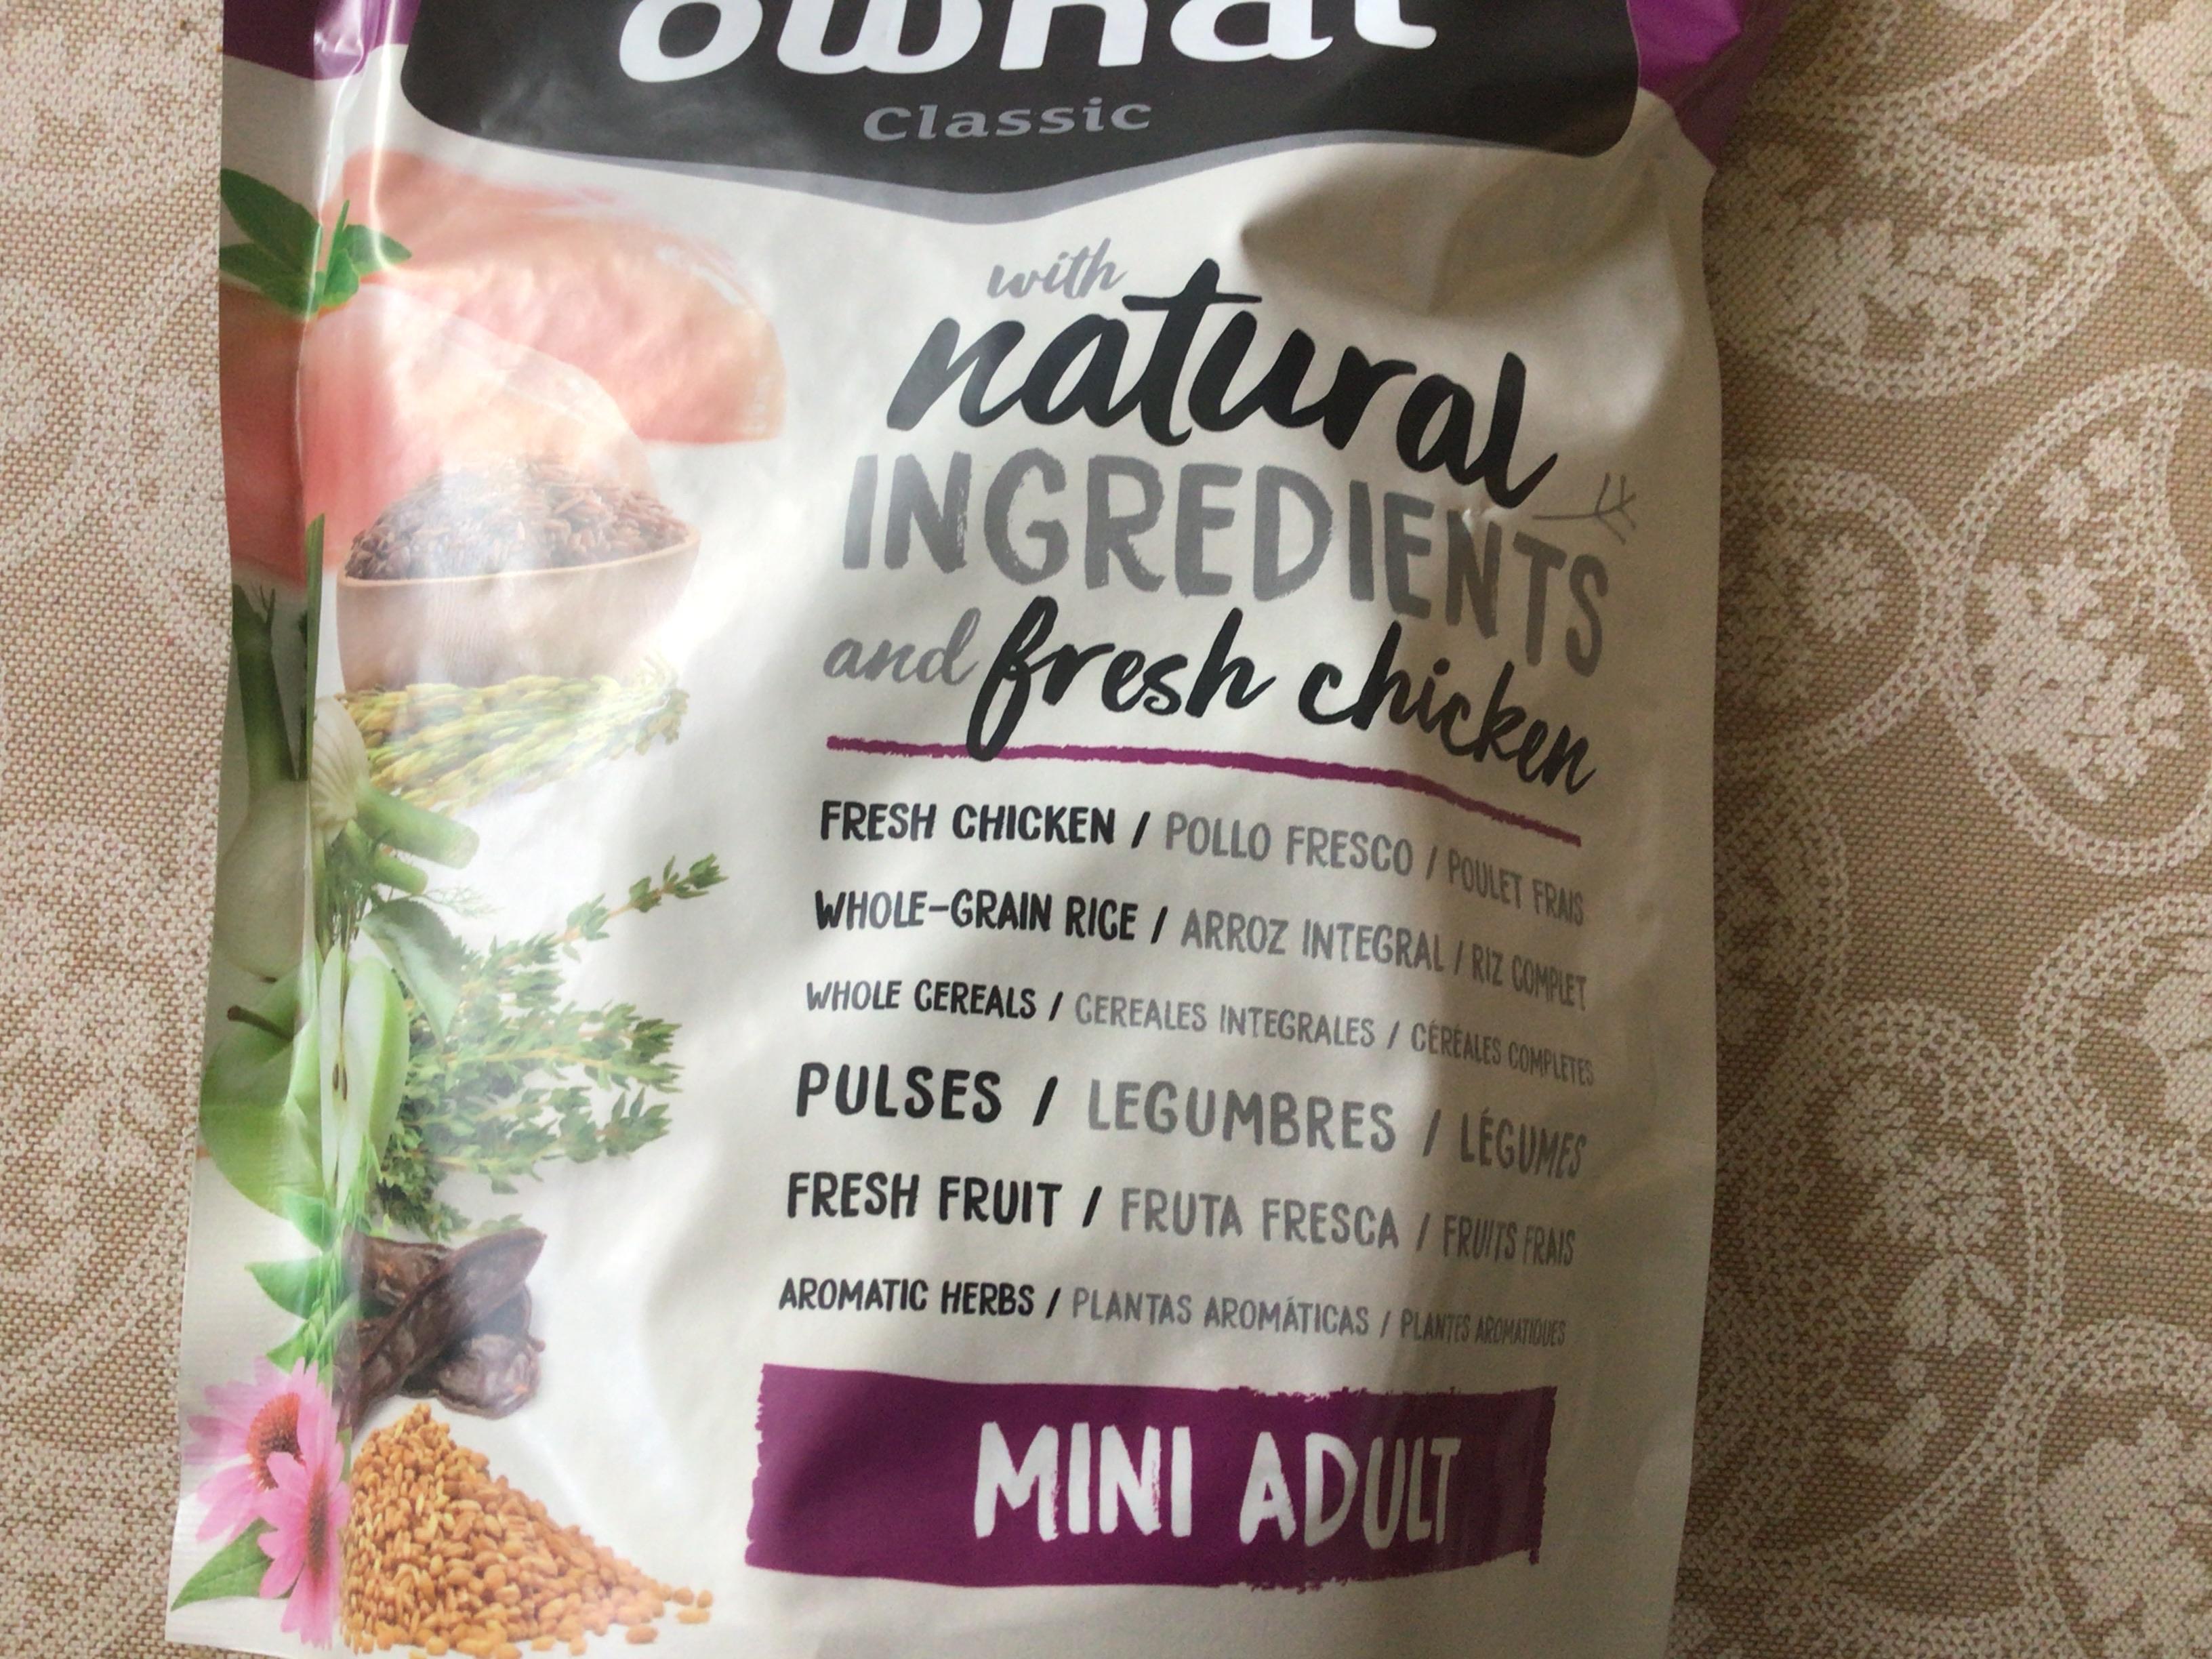 ownat
Classic
with
natural
INGREDIENTS
and fresh chicken
FRESH CHICKEN / POLLO FRESCO / POULET FRAIS
WHOLE-GRAIN RICE / ARROZ INTEGRAL / RIZ COMPLET
WHOLE CEREALS / CEREALES INTEGRALES / CÉRÉALES COMPLETES
PULSES / LEGUMBRES / LÉGUMES
FRESH FRUIT / FRUTA FRESCA / FRUITS FRAIS
AROMATIC HERBS / PLANTAS AROMÁTICAS / PLANTES AROMATIQUES
MINI ADULT